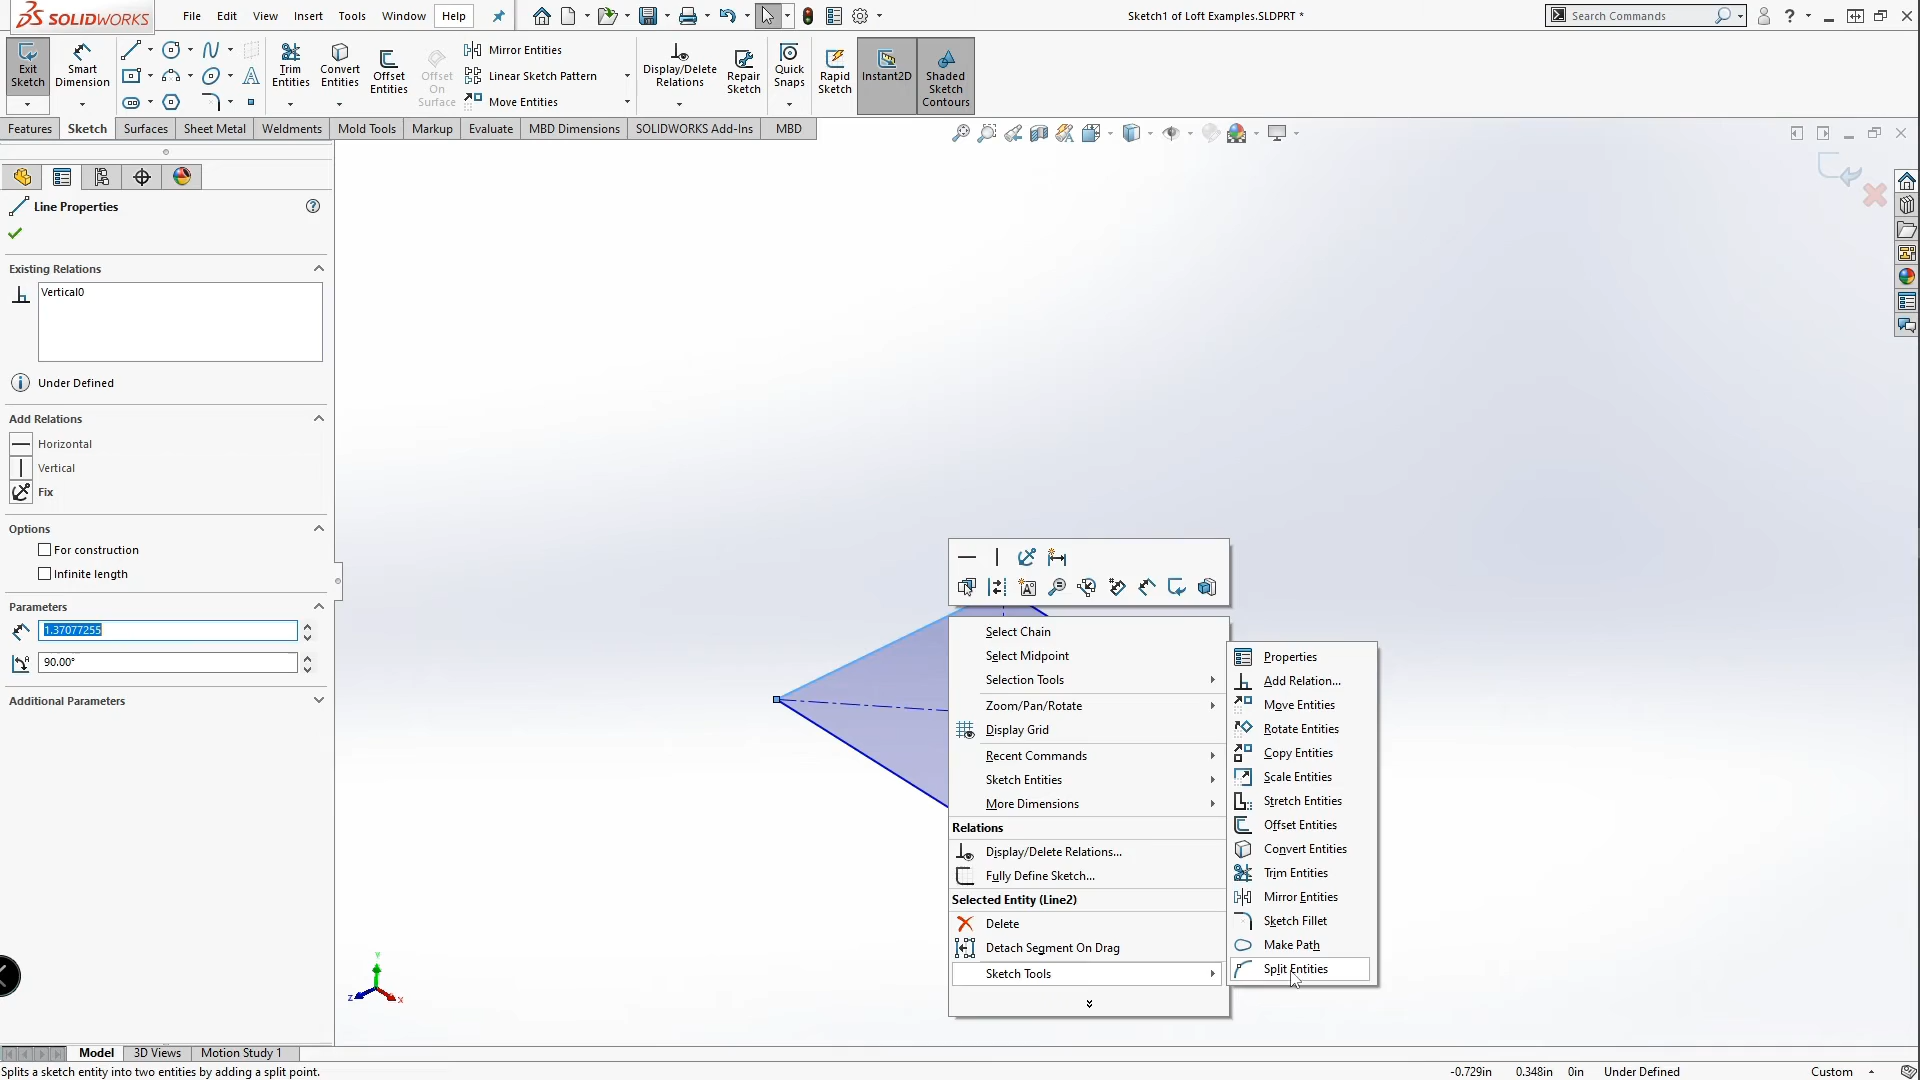 SOLIDWORKS
File Edit View Insert Tools Window Help
Sketch1 of Loft Examples.SLDPRT *
Search Commands
Exit Sketch
Smart Dimension
Trim Entities
Convert Entities
Offset Entities
Offset On Surface
Mirror Entities
Linear Sketch Pattern
Move Entities
Display/Delete Relations
Repair Sketch
Quick Snaps
Rapid Sketch
Instant2D
Shaded Sketch Contours
Features Sketch Surfaces Sheet Metal Weldments Mold Tools Markup Evaluate MBD Dimensions SOLIDWORKS Add-Ins MBD
Line Properties
Existing Relations
Vertical0
Under Defined
Add Relations
Horizontal
Vertical
Fix
Options
For construction
Infinite length
Parameters
1.37077255
90.00°
Additional Parameters
Select Chain
Select Midpoint
Selection Tools
Zoom/Pan/Rotate
Display Grid
Recent Commands
Sketch Entities
More Dimensions
Relations
Display/Delete Relations...
Fully Define Sketch...
Selected Entity (Line2)
Delete
Detach Segment On Drag
Sketch Tools
Properties
Add Relation...
Move Entities
Rotate Entities
Copy Entities
Scale Entities
Stretch Entities
Offset Entities
Convert Entities
Trim Entities
Mirror Entities
Sketch Fillet
Make Path
Split Entities
Y
Z
X
Model 3D Views Motion Study 1
Splits a sketch entity into two entities by adding a split point.
-0.729in 0.348in 0in Under Defined Custom